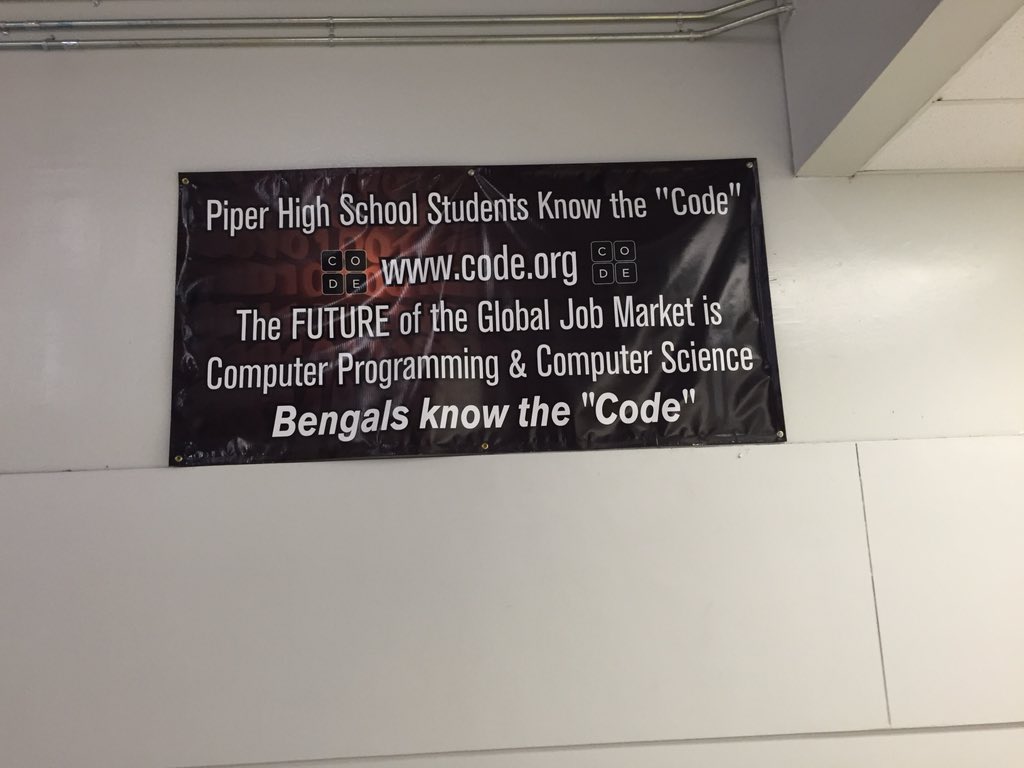 Piper High School Students Know the "Code"
CO
DE
www.code.org
CO
DE
The FUTURE of the Global Job Market is
Computer Programming & Computer Science
Bengals know the "Code"